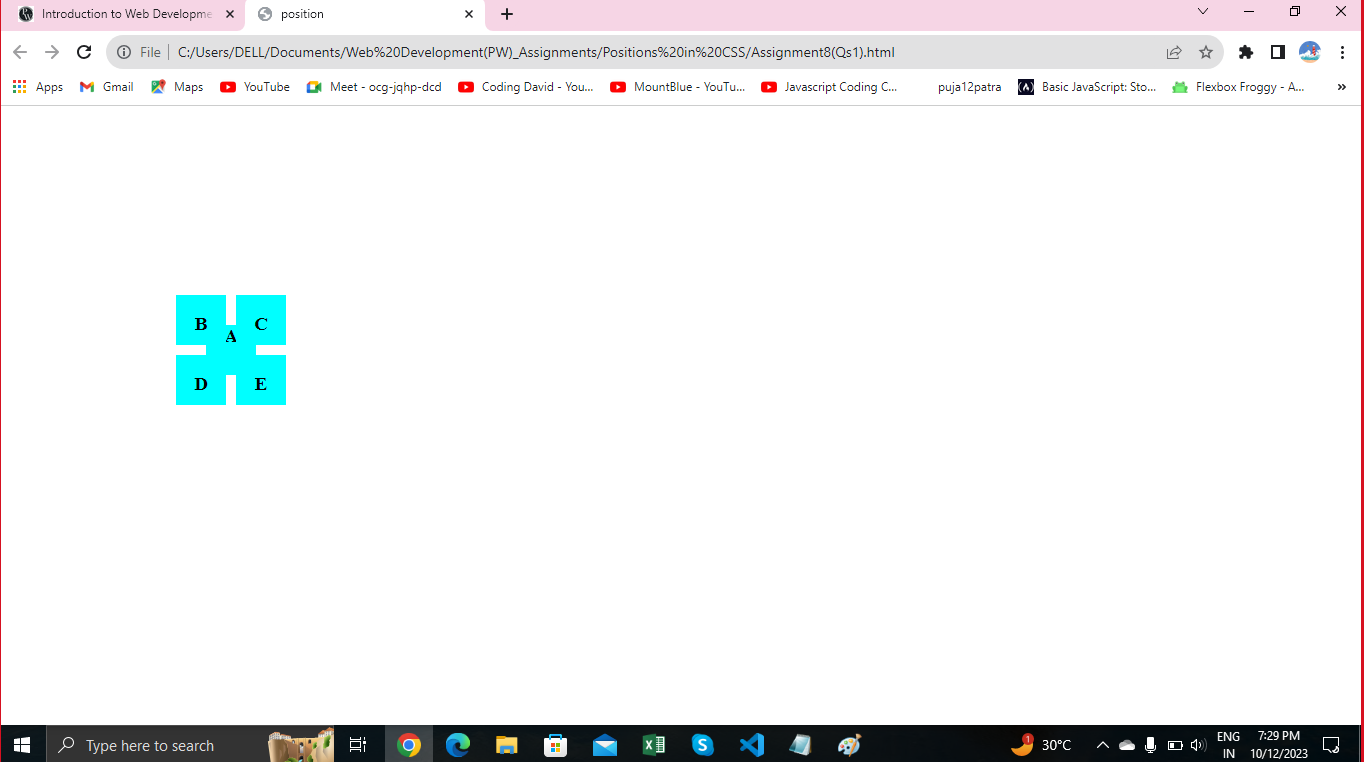 Introduction to Web Developme
position
File
C:/Users/DELL/Documents/Web%20Development(PW)_Assignments/Positions%20in%20CSS/Assignment8(Qs1).html
Apps
Gmail
Maps
YouTube
Meet - ocg-jqhp-dcd
Coding David - You...
MountBlue - YouTu...
Javascript Coding C...
puja12patra
Basic JavaScript: Sto...
Flexbox Froggy - A...
»
B
C
A
D
E
Type here to search
1
30°C
ENG
IN
7:29 PM
10/12/2023